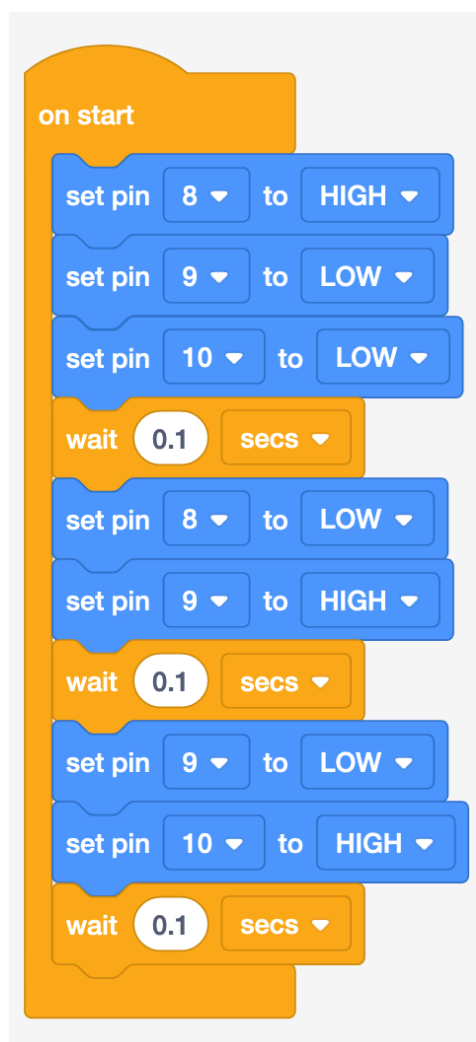 on start
set pin 8 to HIGH
set pin 9 to LOW
set pin 10 to LOW
wait 0.1 secs
set pin 8 to LOW
set pin 9 to HIGH
wait 0.1 secs
set pin 9 to LOW
set pin 10 to HIGH
wait 0.1 secs